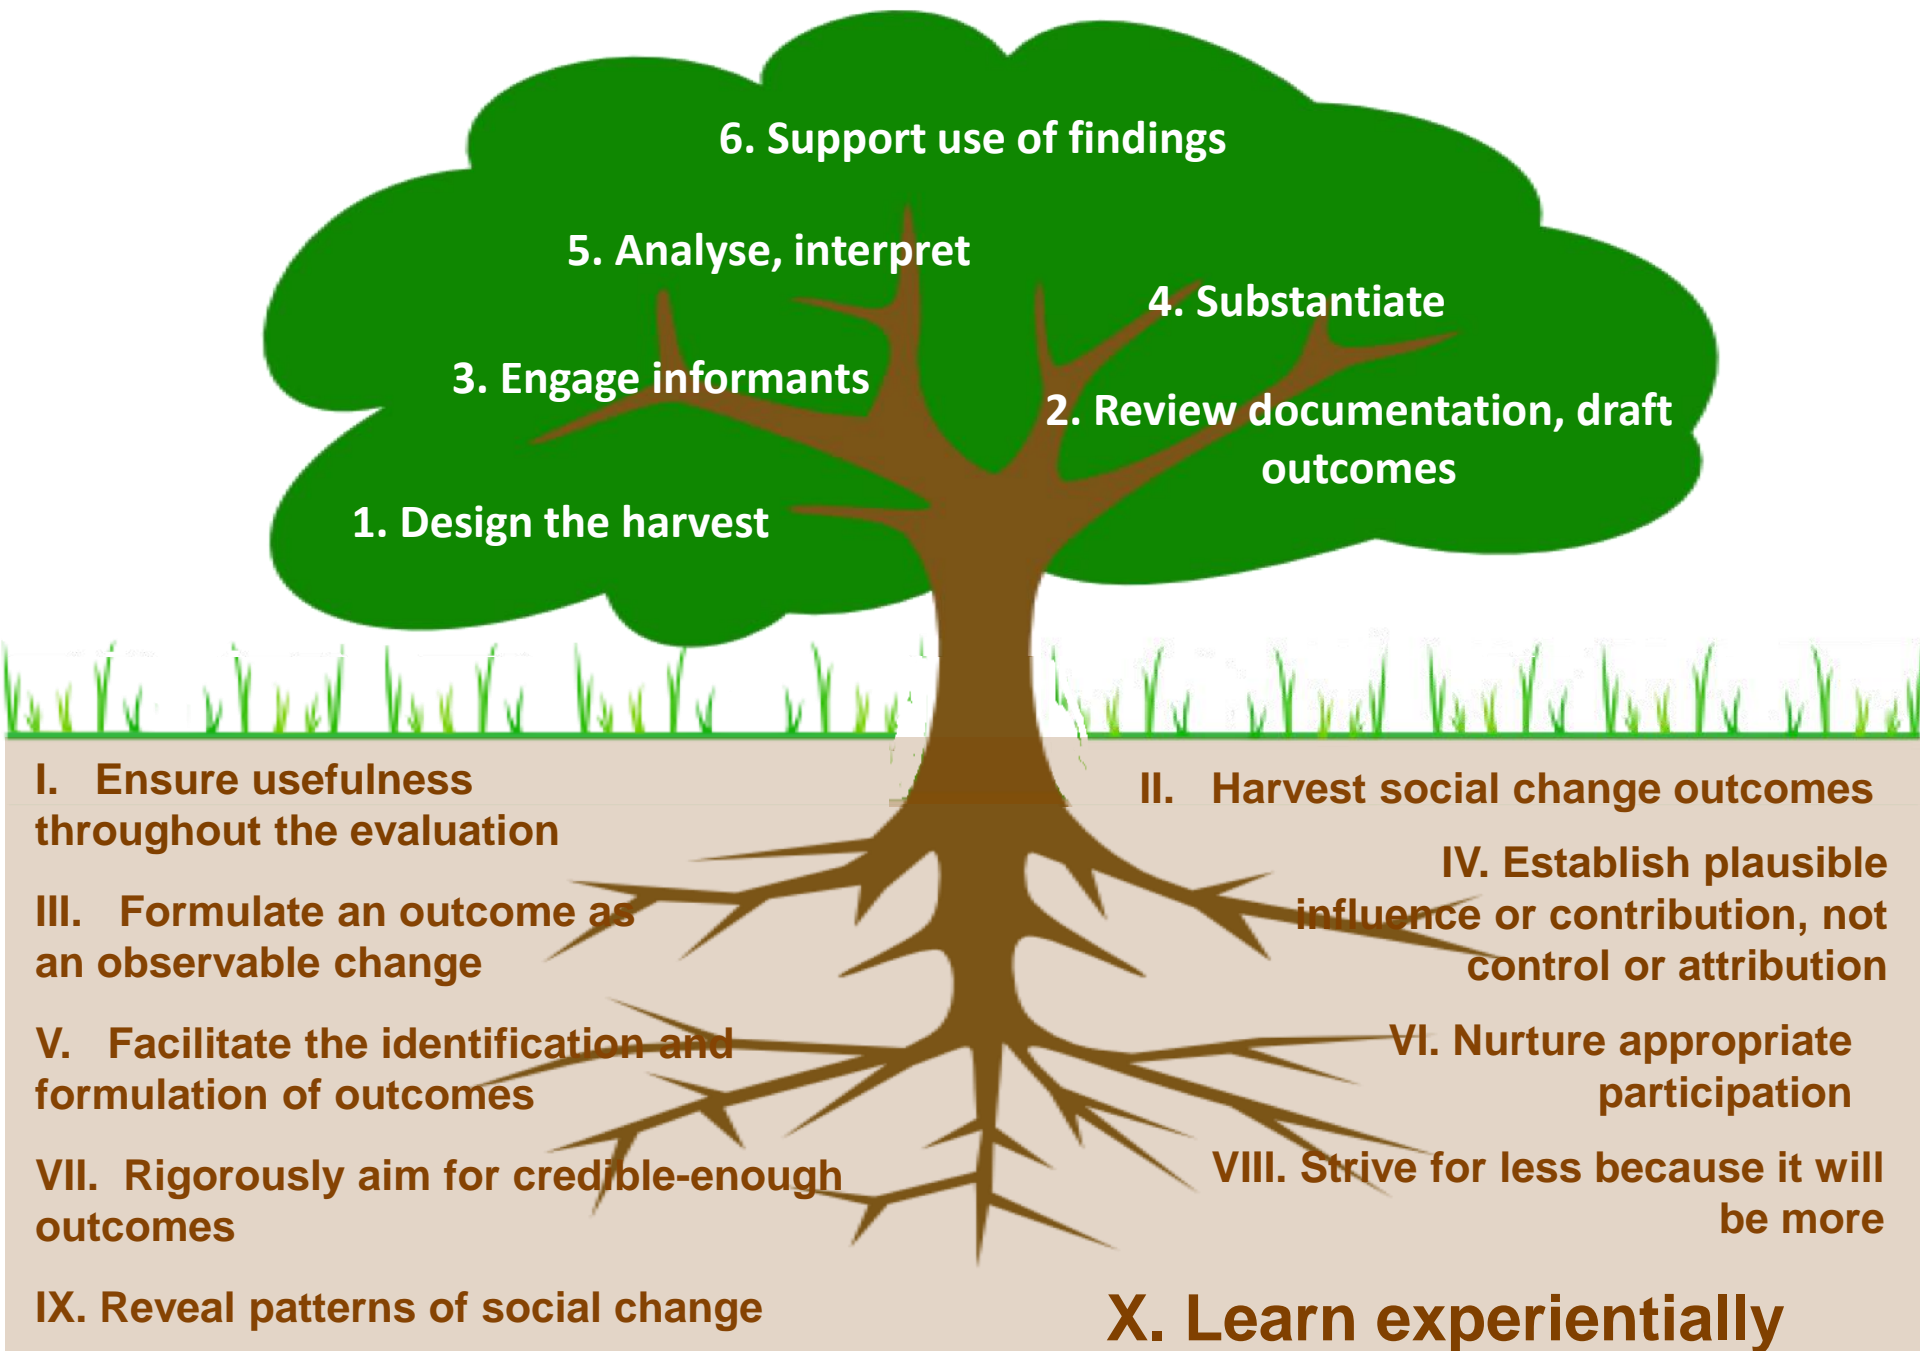 6. Support use of findings
5. Analyse, interpret
4. Substantiate
3. Engage informants
2. Review documentation, draft
outcomes
1. Design the harvest
I. Ensure usefulness
throughout the evaluation
II. Harvest social change outcomes
III. Formulate an outcome as
an observable change
IV. Establish plausible
influence or contribution, not
control or attribution
V. Facilitate the identification and
formulation of outcomes
VI. Nurture appropriate
participation
VII. Rigorously aim for credible-enough
outcomes
VIII. Strive for less because it will
be more
IX. Reveal patterns of social change
X. Learn experientially